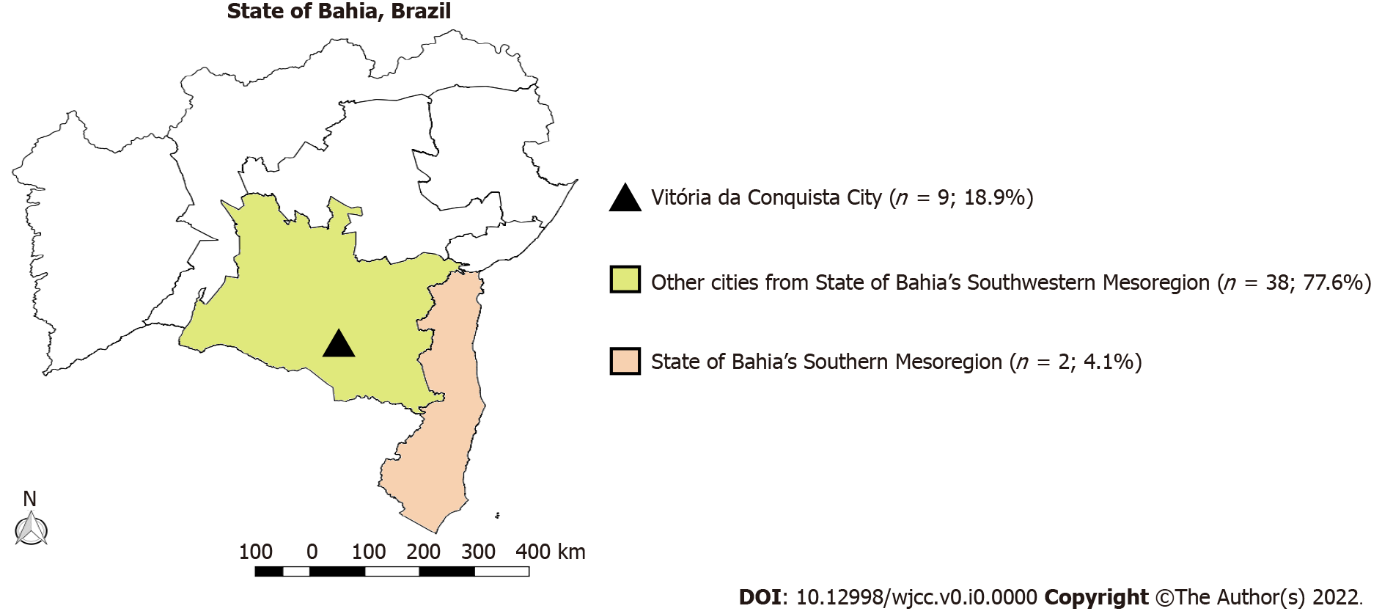 State of Bahia, Brazil
Vitória da Conquista City (n = 9; 18.9%)
Other cities from State of Bahia’s Southwestern Mesoregion (n = 38; 77.6%)
State of Bahia’s Southern Mesoregion (n = 2; 4.1%)
N
100 0 100 200 300 400 km
DOI: 10.12998/wjcc.v0.i0.0000 Copyright ©The Author(s) 2022.